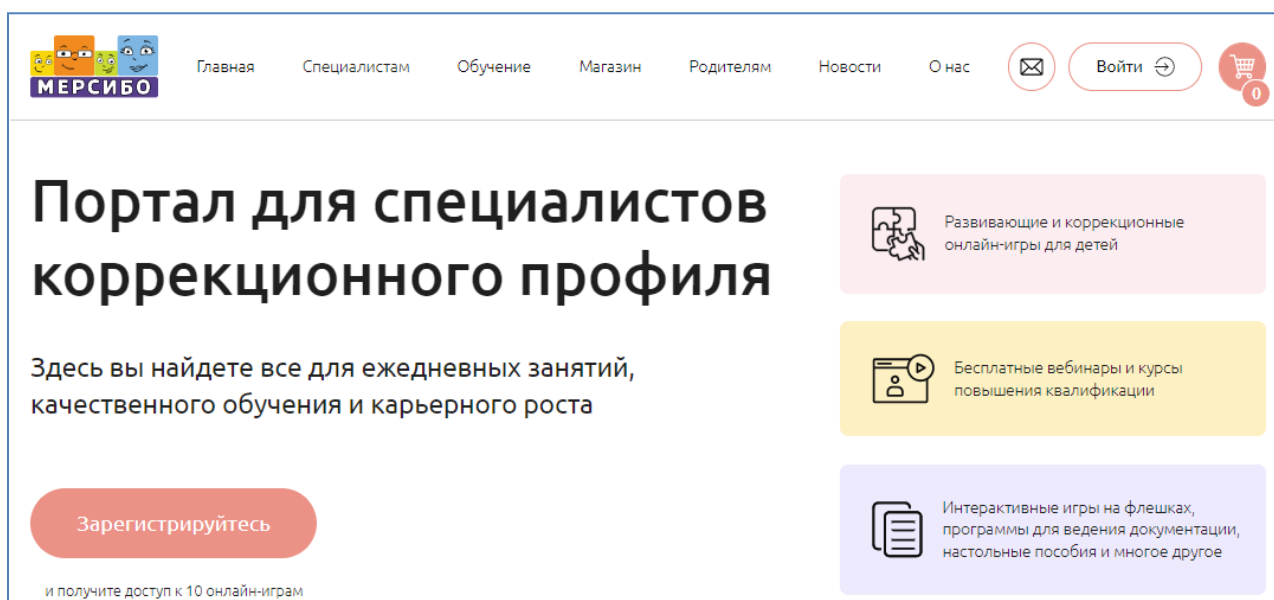 МЕРСИБО
Главная
Специалистам
Обучение
Магазин
Родителям
Новости
О нас
Войти
0
Портал для специалистов
коррекционного профиля
Здесь вы найдете все для ежедневных занятий,
качественного обучения и карьерного роста
Зарегистрируйтесь
и получите доступ к 10 онлайн-играм
Развивающие и коррекционные
онлайн-игры для детей
Бесплатные вебинары и курсы
повышения квалификации
Интерактивные игры на флешках,
программы для ведения документации,
настольные пособия и многое другое